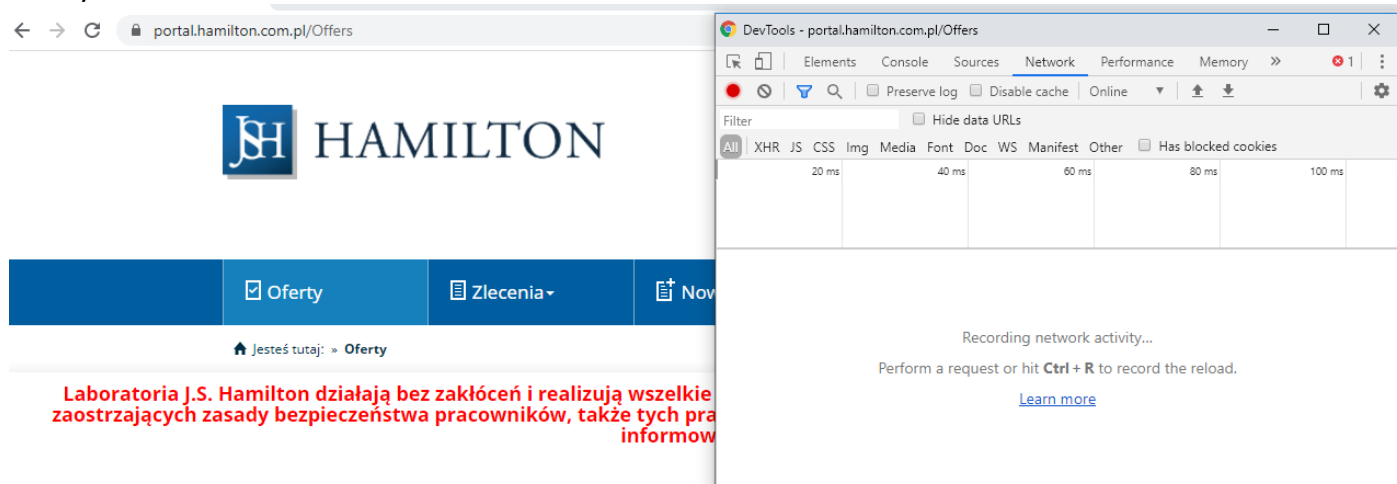 portal.hamilton.com.pl/Offers
JSH HAMILTON
Oferty
Zlecenia
Now
Jesteś tutaj: » Oferty
Laboratoria J.S. Hamilton działają bez zakłóceń i realizują wszelkie
zaostrzających zasady bezpieczeństwa pracowników, także tych pra
informow
DevTools - portal.hamilton.com.pl/Offers
Elements Console Sources Network Performance Memory » 1
Preserve log Disable cache Online
Filter Hide data URLs
All XHR JS CSS Img Media Font Doc WS Manifest Other Has blocked cookies
20 ms 40 ms 60 ms 80 ms 100 ms
Recording network activity...
Perform a request or hit Ctrl + R to record the reload.
Learn more